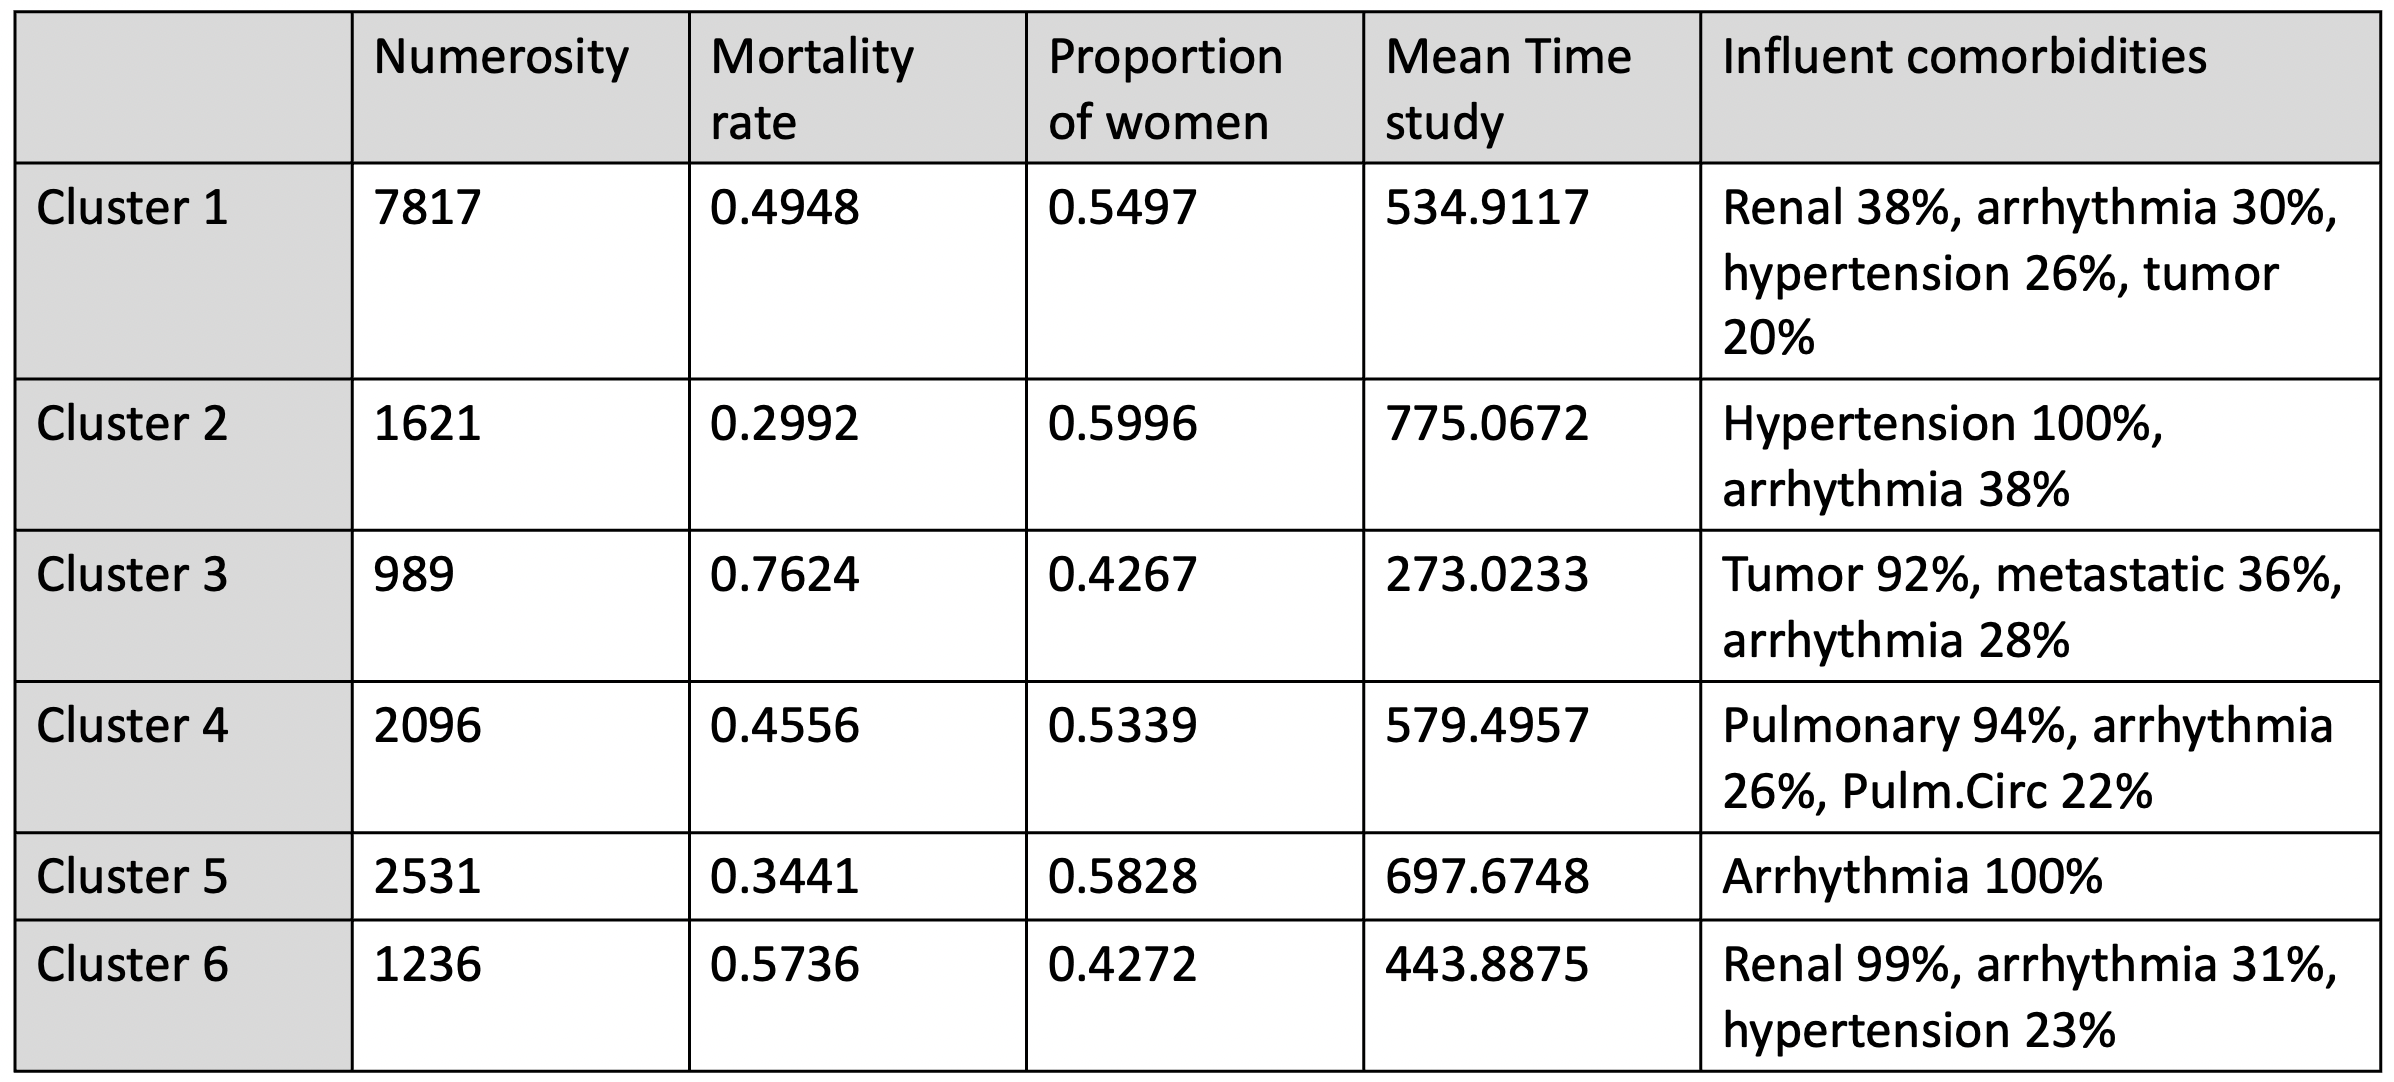 Numerosity
Mortality
rate
Proportion
of women
Mean Time
study
Influent comorbidities
Cluster 1
7817
0.4948
0.5497
534.9117
Renal 38%, arrhythmia 30%,
hypertension 26%, tumor
20%
Cluster 2
1621
0.2992
0.5996
775.0672
Hypertension 100%,
arrhythmia 38%
Cluster 3
989
0.7624
0.4267
273.0233
Tumor 92%, metastatic 36%,
arrhythmia 28%
Cluster 4
2096
0.4556
0.5339
579.4957
Pulmonary 94%, arrhythmia
26%, Pulm.Circ 22%
Cluster 5
2531
0.3441
0.5828
697.6748
Arrhythmia 100%
Cluster 6
1236
0.5736
0.4272
443.8875
Renal 99%, arrhythmia 31%,
hypertension 23%